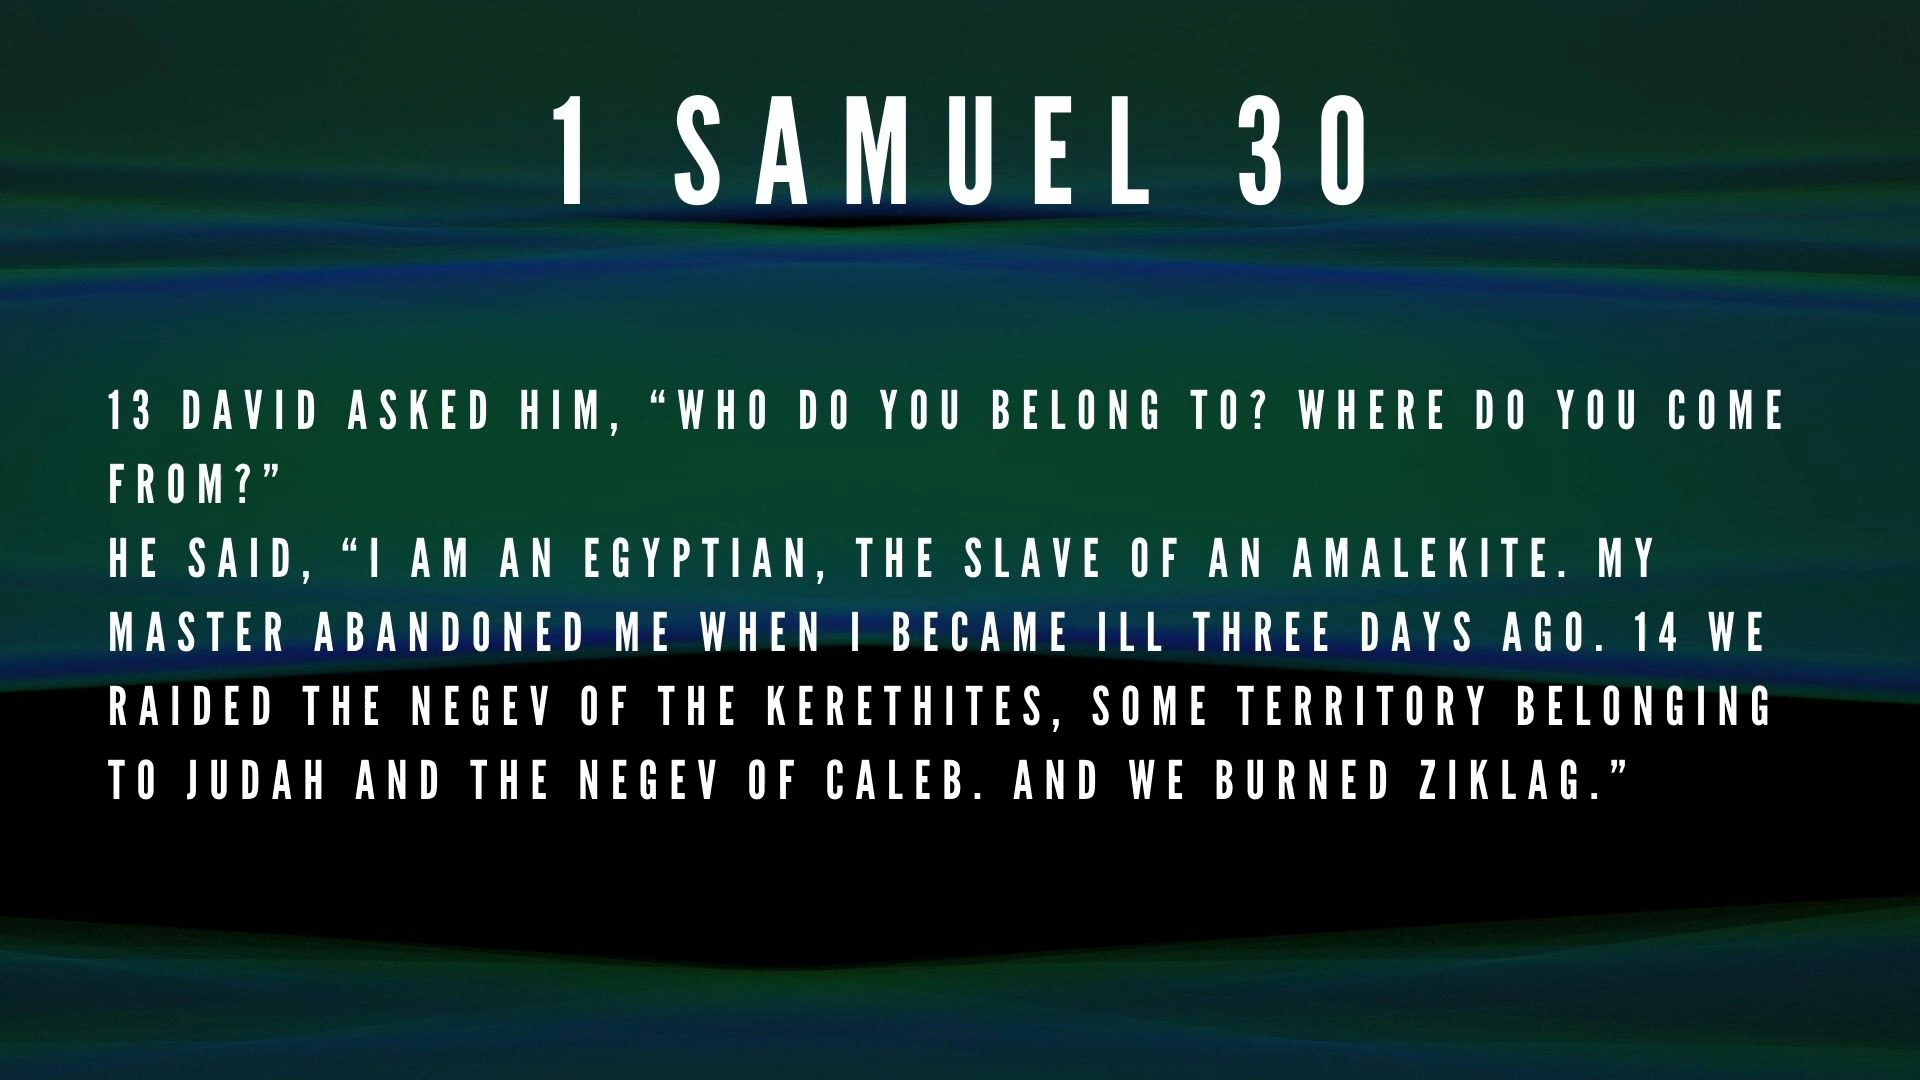 1 SAMUEL 30
13 DAVID ASKED HIM, “WHO DO YOU BELONG TO? WHERE DO YOU COME
FROM?”
HE SAID, “I AM AN EGYPTIAN, THE SLAVE OF AN AMALEKITE. MY
MASTER ABANDONED ME WHEN I BECAME ILL THREE DAYS AGO. 14 WE
RAIDED THE NEGEV OF THE KERETHITES, SOME TERRITORY BELONGING
TO JUDAH AND THE NEGEV OF CALEB. AND WE BURNED ZIKLAG.”